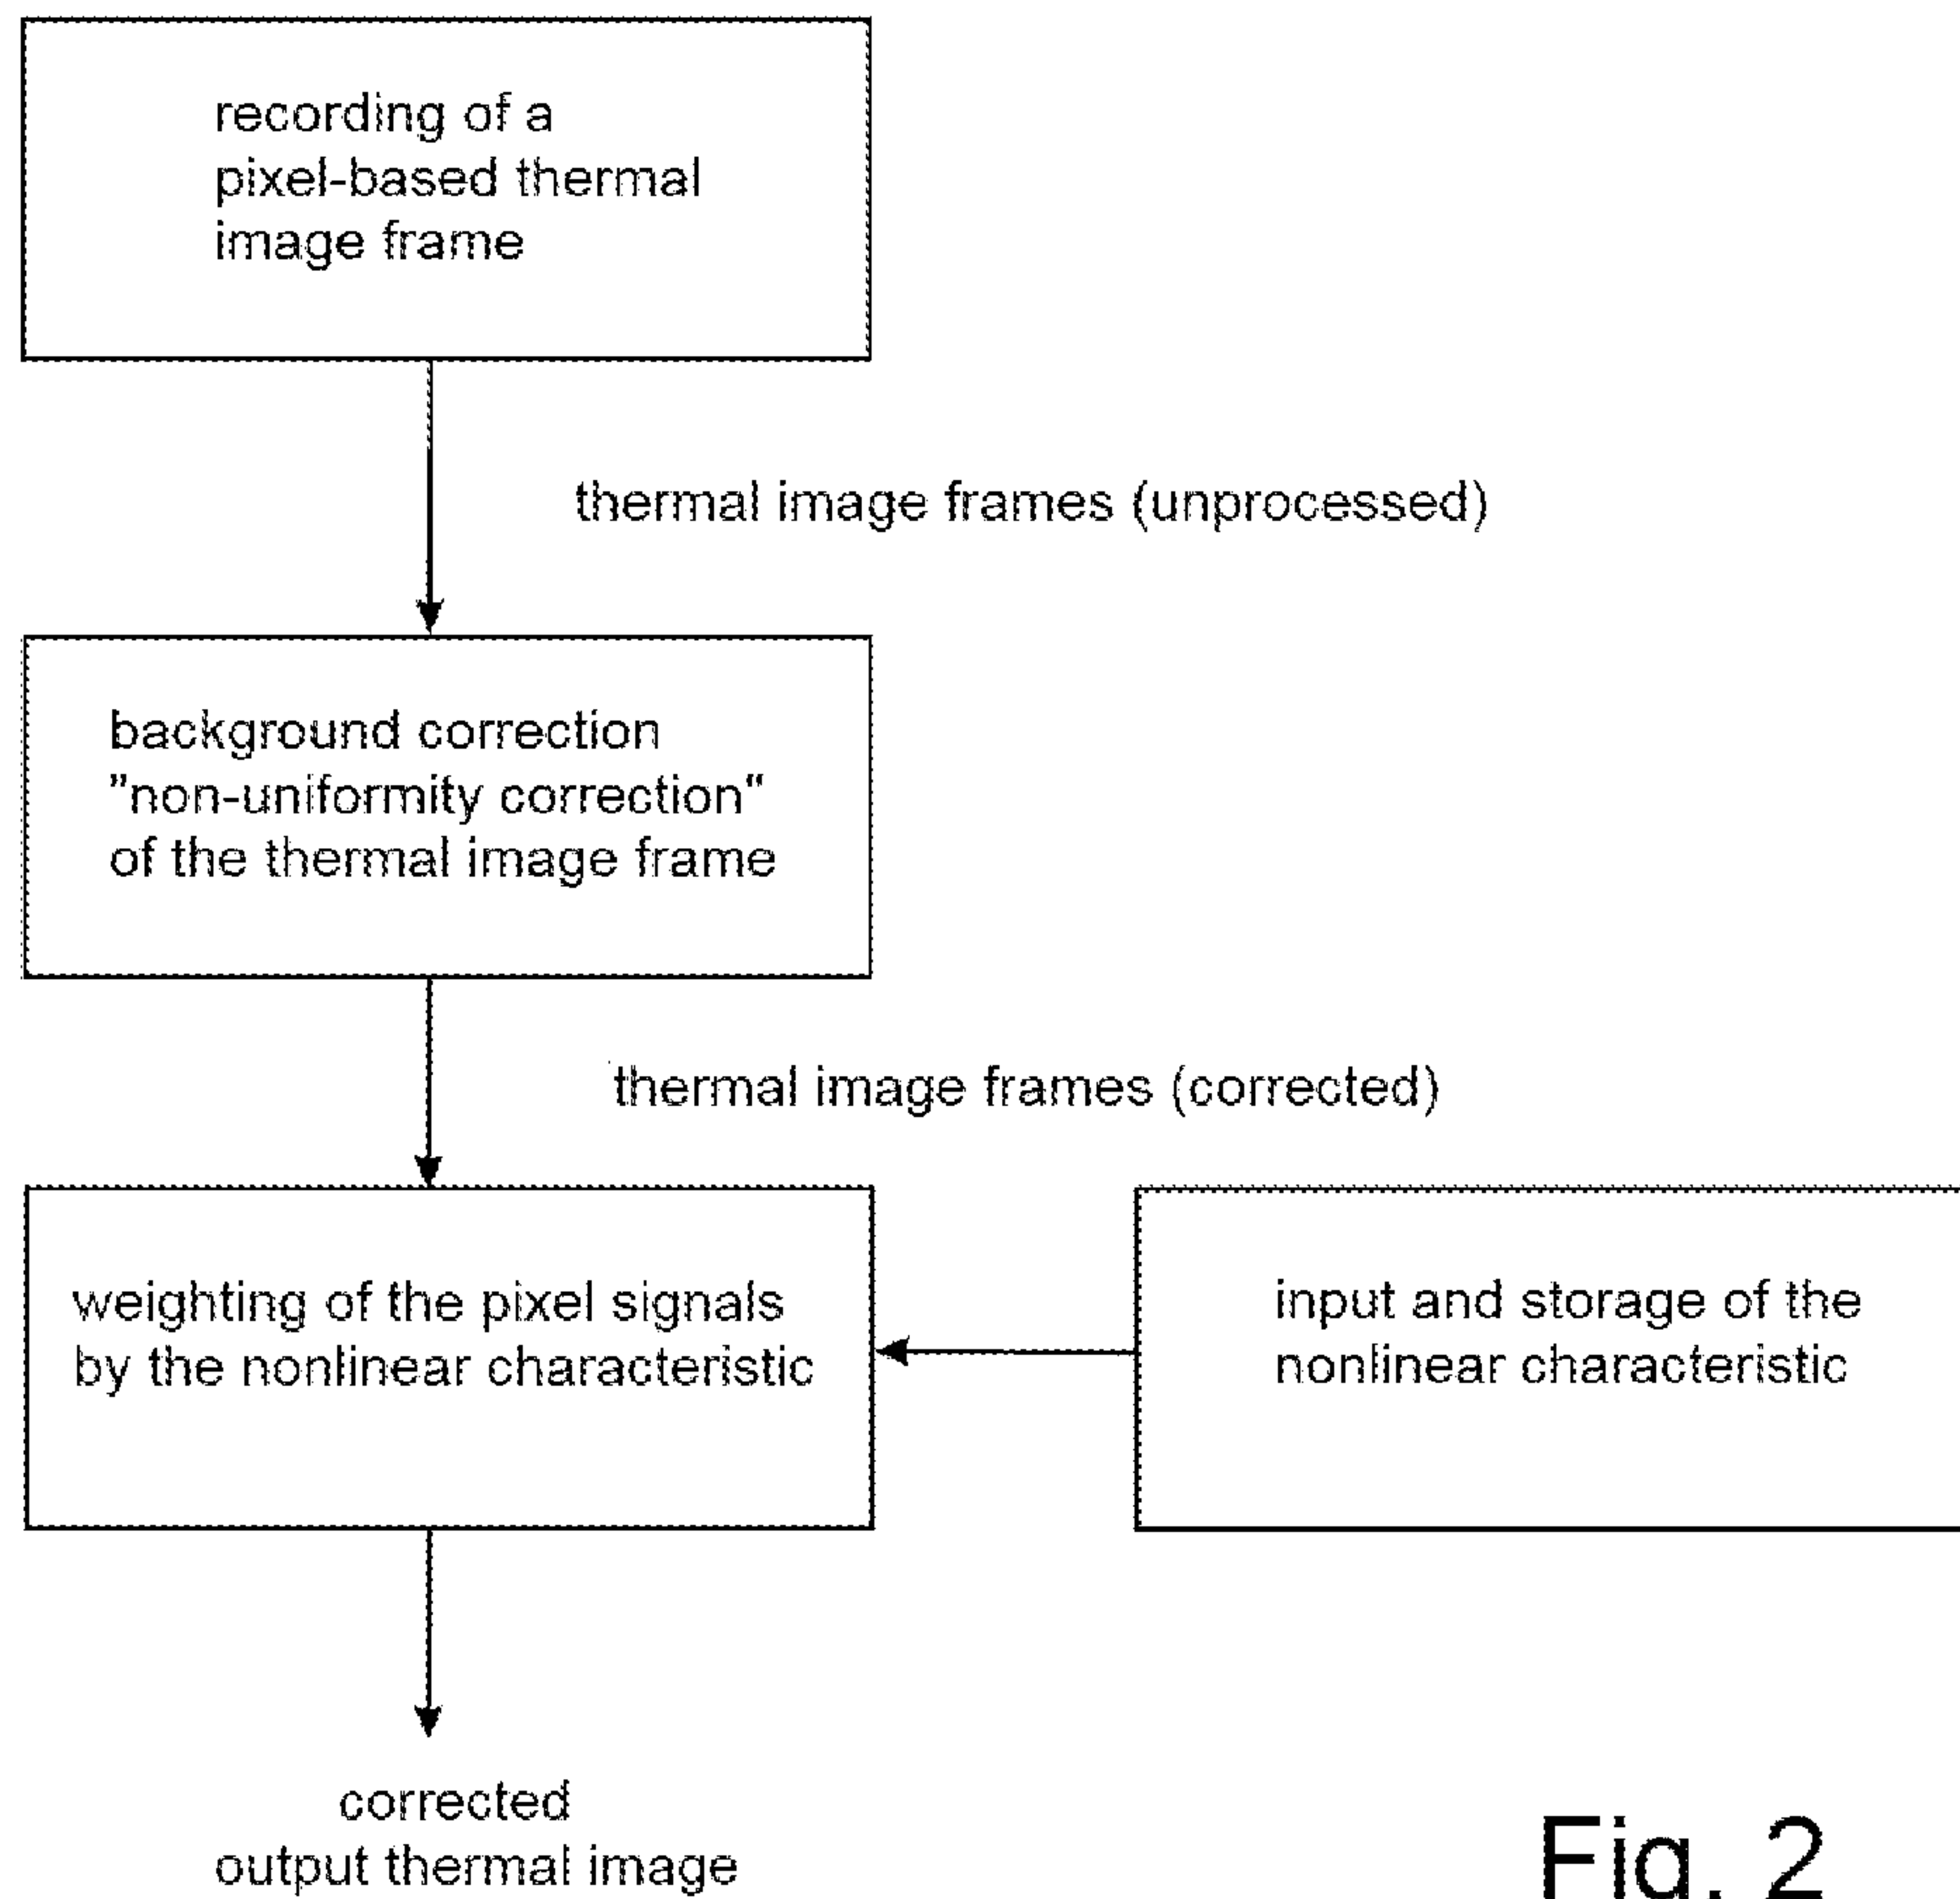 recording of a
pixel-based thermal
image frame
thermal image frames (unprocessed)
background correction
"non-uniformity correction"
of the thermal image frame
thermal image frames (corrected)
weighting of the pixel signals
by the nonlinear characteristic
input and storage of the
nonlinear characteristic
corrected
output thermal image
Fig. 2